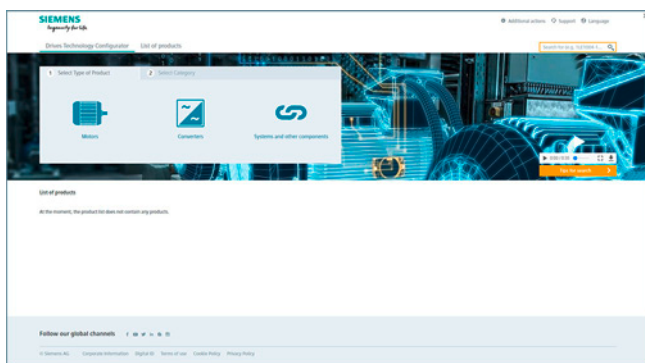 SIEMENS
Ingenuity for life
Additional actions Support Language
Drives Technology Configurator List of products
1 Select Type of Product 2 Select Category
Motors Converters Systems and other components
Tips for search
List of products
At the moment, the product list does not contain any products.
Follow our global channels
© Siemens AG Corporate Information Digital ID Terms of use Cookie Policy Privacy Policy